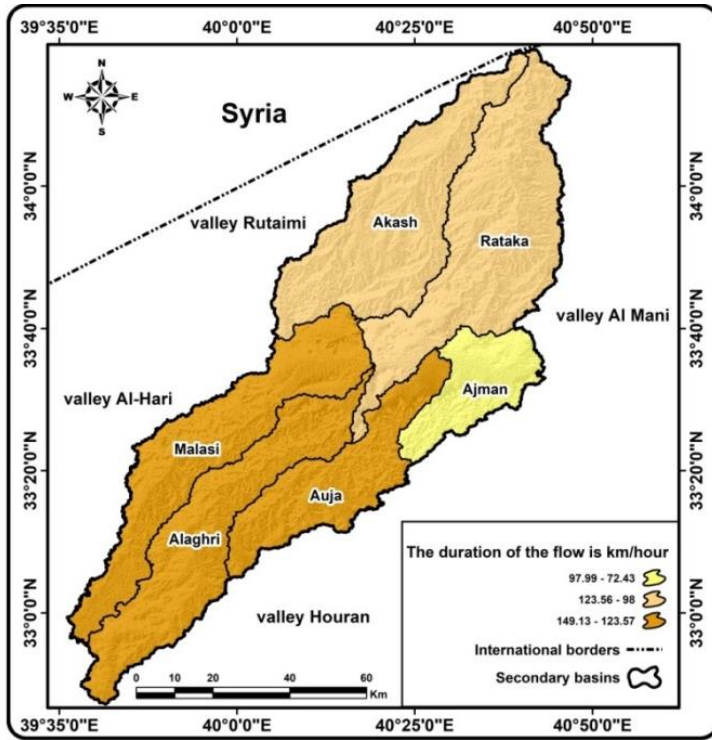 39°35'0"E 40°0'0"E 40°25'0"E 40°50'0"E
N
W E
S
Syria
34°0'0"N 34°0'0"N
valley Rutaimi
Akash
Rataka
33°40'0"N 33°40'0"N
valley Al Mani
valley Al-Hari
Ajman
Malasi
33°20'0"N 33°20'0"N
Auja
Alaghri
The duration of the flow is km/hour
97.99 - 72.43
123.56 - 98
149.13 - 123.57
International borders
Secondary basins
33°0'0"N 33°0'0"N
valley Houran
0 10 20 40 60
Km
39°35'0"E 40°0'0"E 40°25'0"E 40°50'0"E